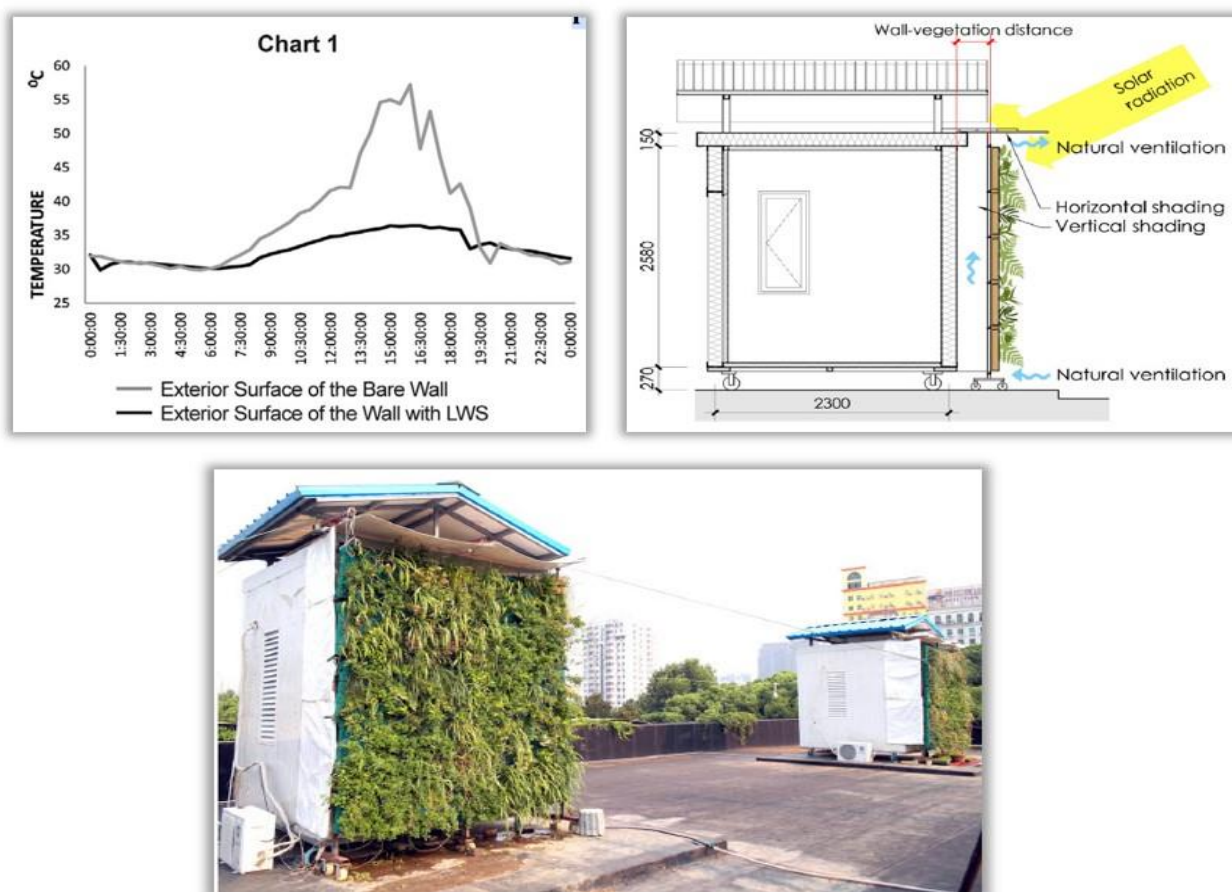 Chart 1
°C
60
55
50
45
40
35
30
25
TEMPERATURE
0:00:00
1:30:00
3:00:00
4:30:00
6:00:00
7:30:00
9:00:00
10:30:00
12:00:00
13:30:00
15:00:00
16:30:00
18:00:00
19:30:00
21:00:00
22:30:00
0:00:00
Exterior Surface of the Bare Wall
Exterior Surface of the Wall with LWS
Wall-vegetation distance
Solar
radiation
Natural ventilation
Horizontal shading
Vertical shading
Natural ventilation
150
2580
270
2300